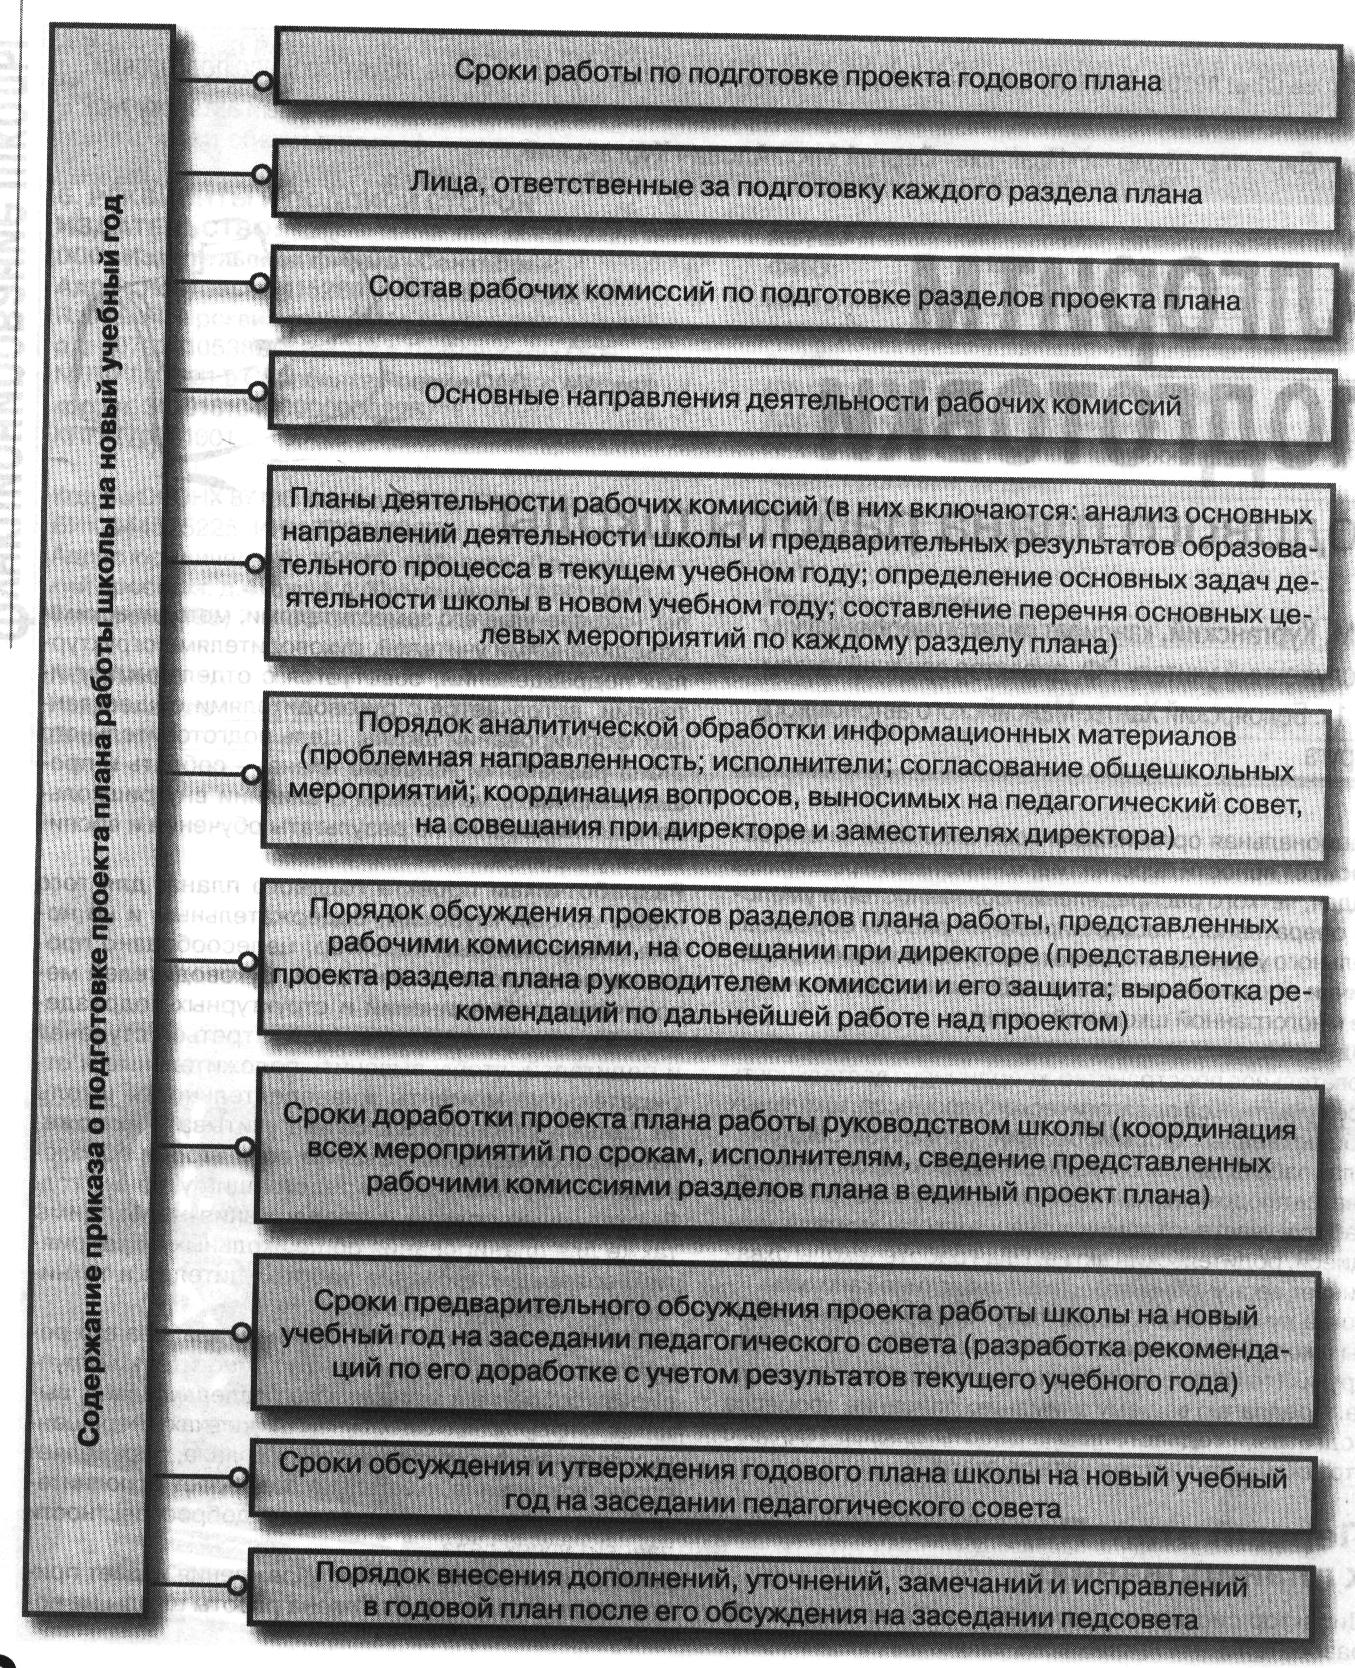 Содержание приказа о подготовке проекта плана работы школы на новый учебный год
Сроки работы по подготовке проекта годового плана
Лица, ответственные за подготовку каждого раздела плана
Состав рабочих комиссий по подготовке разделов проекта плана
Основные направления деятельности рабочих комиссий
Планы деятельности рабочих комиссий (в них включаются: анализ основных
направлений деятельности школы и предварительных результатов образова-
тельного процесса в текущем учебном году; определение основных задач де-
ятельности школы в новом учебном году; составление перечня основных це-
левых мероприятий по каждому разделу плана)
Порядок аналитической обработки информационных материалов
(проблемная направленность; исполнители; согласование общешкольных
мероприятий; координация вопросов, выносимых на педагогический совет,
на совещания при директоре и заместителях директора)
Порядок обсуждения проектов разделов плана работы, представленных
рабочими комиссиями, на совещании при директоре (представление
проекта раздела плана руководителем комиссии и его защита; выработка ре-
комендаций по дальнейшей работе над проектом)
Сроки доработки проекта плана работы руководством школы (координация
всех мероприятий по срокам, исполнителям, сведение представленных
рабочими комиссиями разделов плана в единый проект плана)
Сроки предварительного обсуждения проекта работы школы на новый
учебный год на заседании педагогического совета (разработка рекоменда-
ций по его доработке с учетом результатов текущего учебного года)
Сроки обсуждения и утверждения годового плана школы на новый учебный
год на заседании педагогического совета
Порядок внесения дополнений, уточнений, замечаний и исправлений
в годовой план после его обсуждения на заседании педсовета